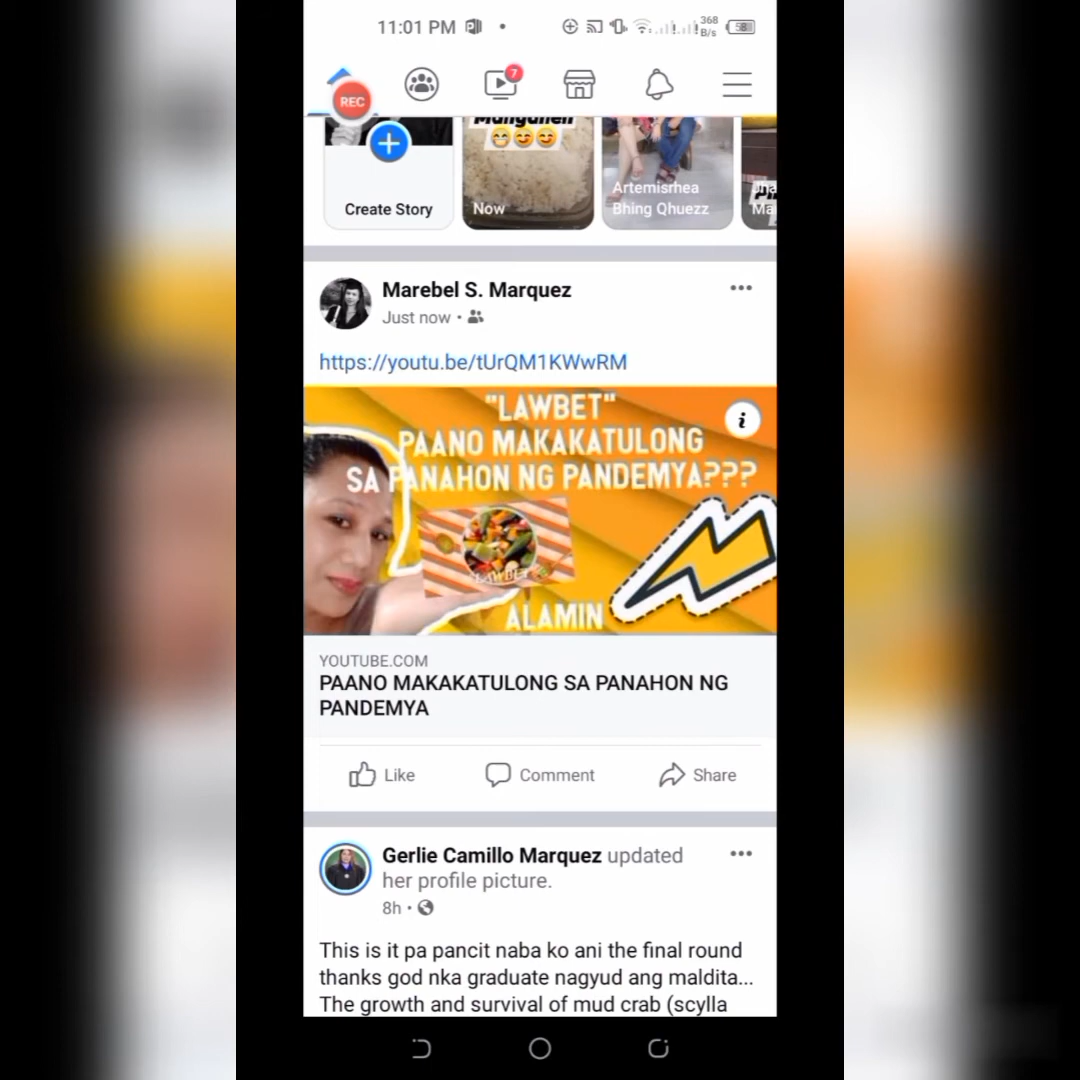 11:01 PM
368
B/s
58
7
REC
Create Story
Now
Artemisrhea
Bhing Qhuezz
Marebel S. Marquez
Just now
https://youtu.be/tUrQM1KWwRM
"LAWBET"
PAANO MAKAKATULONG
SA PANAHON NG PANDEMYA???
LAWBET
ALAMIN
YOUTUBE.COM
PAANO MAKAKATULONG SA PANAHON NG
PANDEMYA
Like
Comment
Share
Gerlie Camillo Marquez updated
her profile picture.
8h
This is it pa pancit naba ko ani the final round
thanks god nka graduate nagyud ang maldita...
The growth and survival of mud crab (scylla